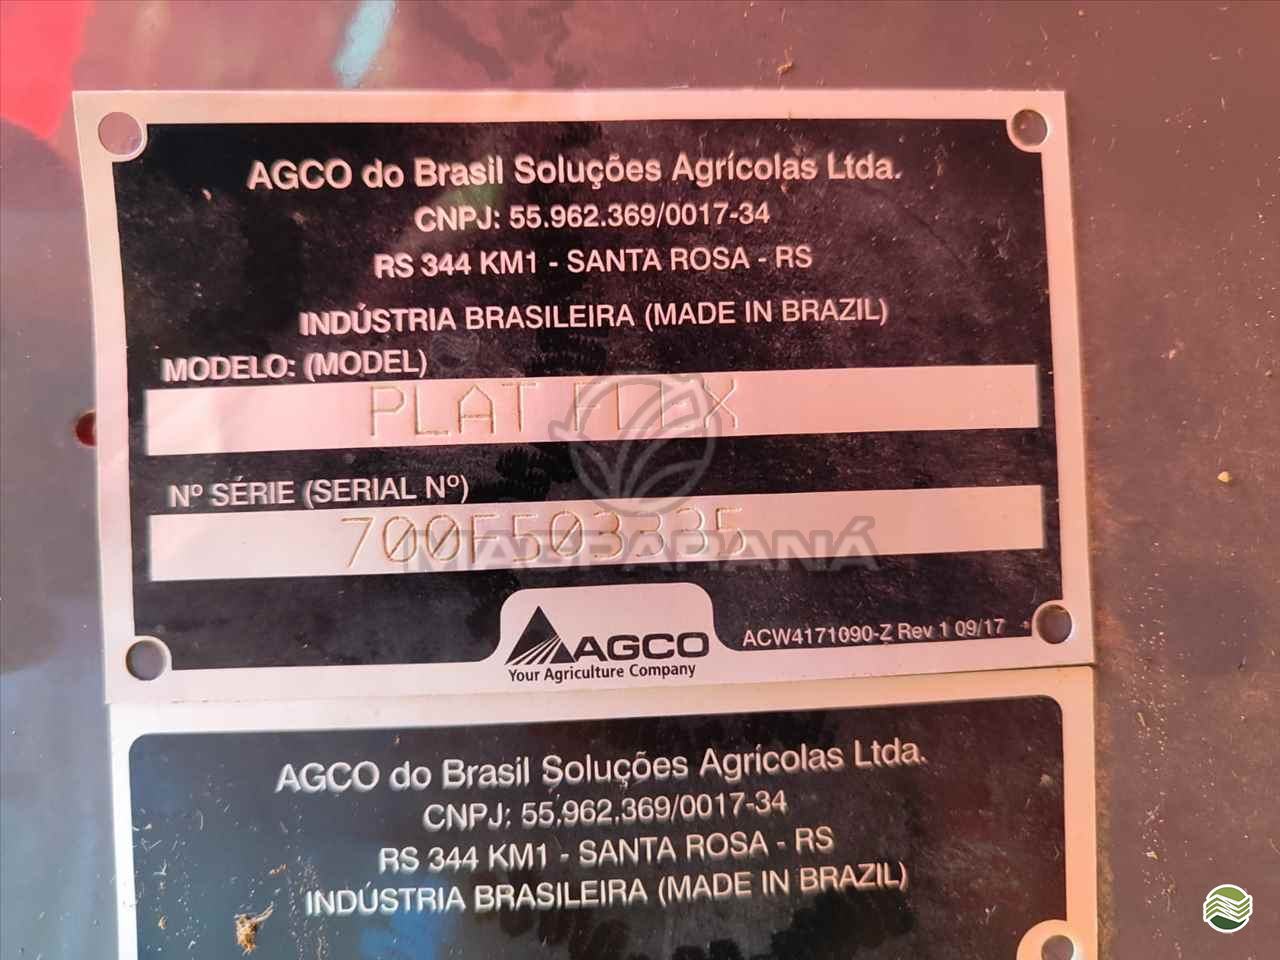 AGCO do Brasil Soluções Agrícolas Ltda.
CNPJ: 55.962.369/0017-34
RS 344 KM1 - SANTA ROSA - RS
INDÚSTRIA BRASILEIRA (MADE IN BRAZIL)
MODELO: (MODEL)
PLAT FLEX
Nº SÉRIE (SERIAL Nº)
700F503335
MAC PARANÁ
AGCO
Your Agriculture Company
ACW4171090-Z Rev 1 09/17
AGCO do Brasil Soluções Agrícolas Ltda.
CNPJ: 55.962.369/0017-34
RS 344 KM1 - SANTA ROSA - RS
INDÚSTRIA BRASILEIRA (MADE IN BRAZIL)